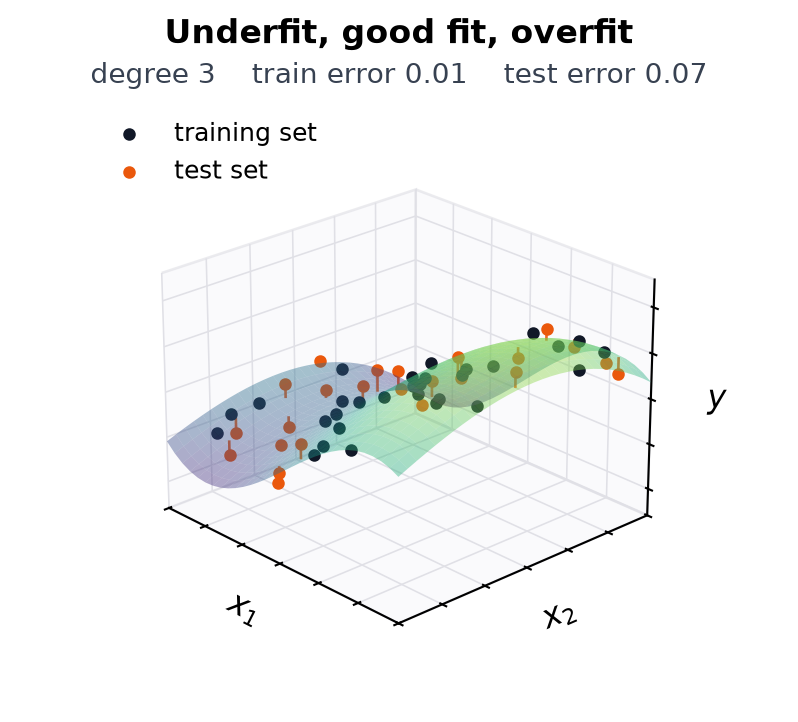 Underfit, good fit, overfit
degree 3    train error 0.01    test error 0.07
training set
test set
y
x₁
x₂